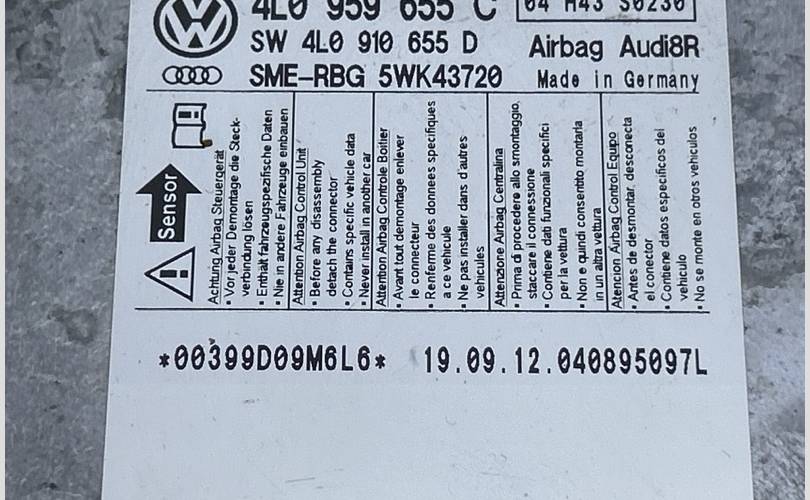 4L0 959 655 C
04 H43 S0230
SW 4L0 910 655 D
Airbag Audi8R
SME-RBG 5WK43720
Made in Germany
Sensor
Achtung Airbag Steuergerät
• Vor jeder Demontage die Steck-
verbindung lösen
• Enthält fahrzeugspezifische Daten
• Nie in andere Fahrzeuge einbauen
Attention Airbag Control Unit
• Before any disassembly
detach the connector
• Contains specific vehicle data
• Never install in another car
Attention Airbag Controle Boitier
• Avant tout demontage enlever
le connecteur
• Renferme des donnees specifiques
a ce vehicule
• Ne pas installer dans d'autres
vehicules
Attenzione Airbag Centralina
• Prima di procedere allo smontaggio,
staccare il connessione
• Contiene dati funzionali specifici
per la vettura
• Non e quindi consentito montarla
in un altra vettura
Atencion Airbag Control Equipo
• Antes de desmontar, desconecta
el conector
• Contiene datos especificos del
vehiculo
• No se monte en otros vehiculos
*00399D09M6L6* 19.09.12.040895097L